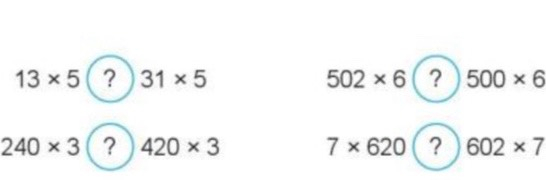 13 × 5 ? 31 × 5
502 × 6 ? 500 × 6
240 × 3 ? 420 × 3
7 × 620 ? 602 × 7